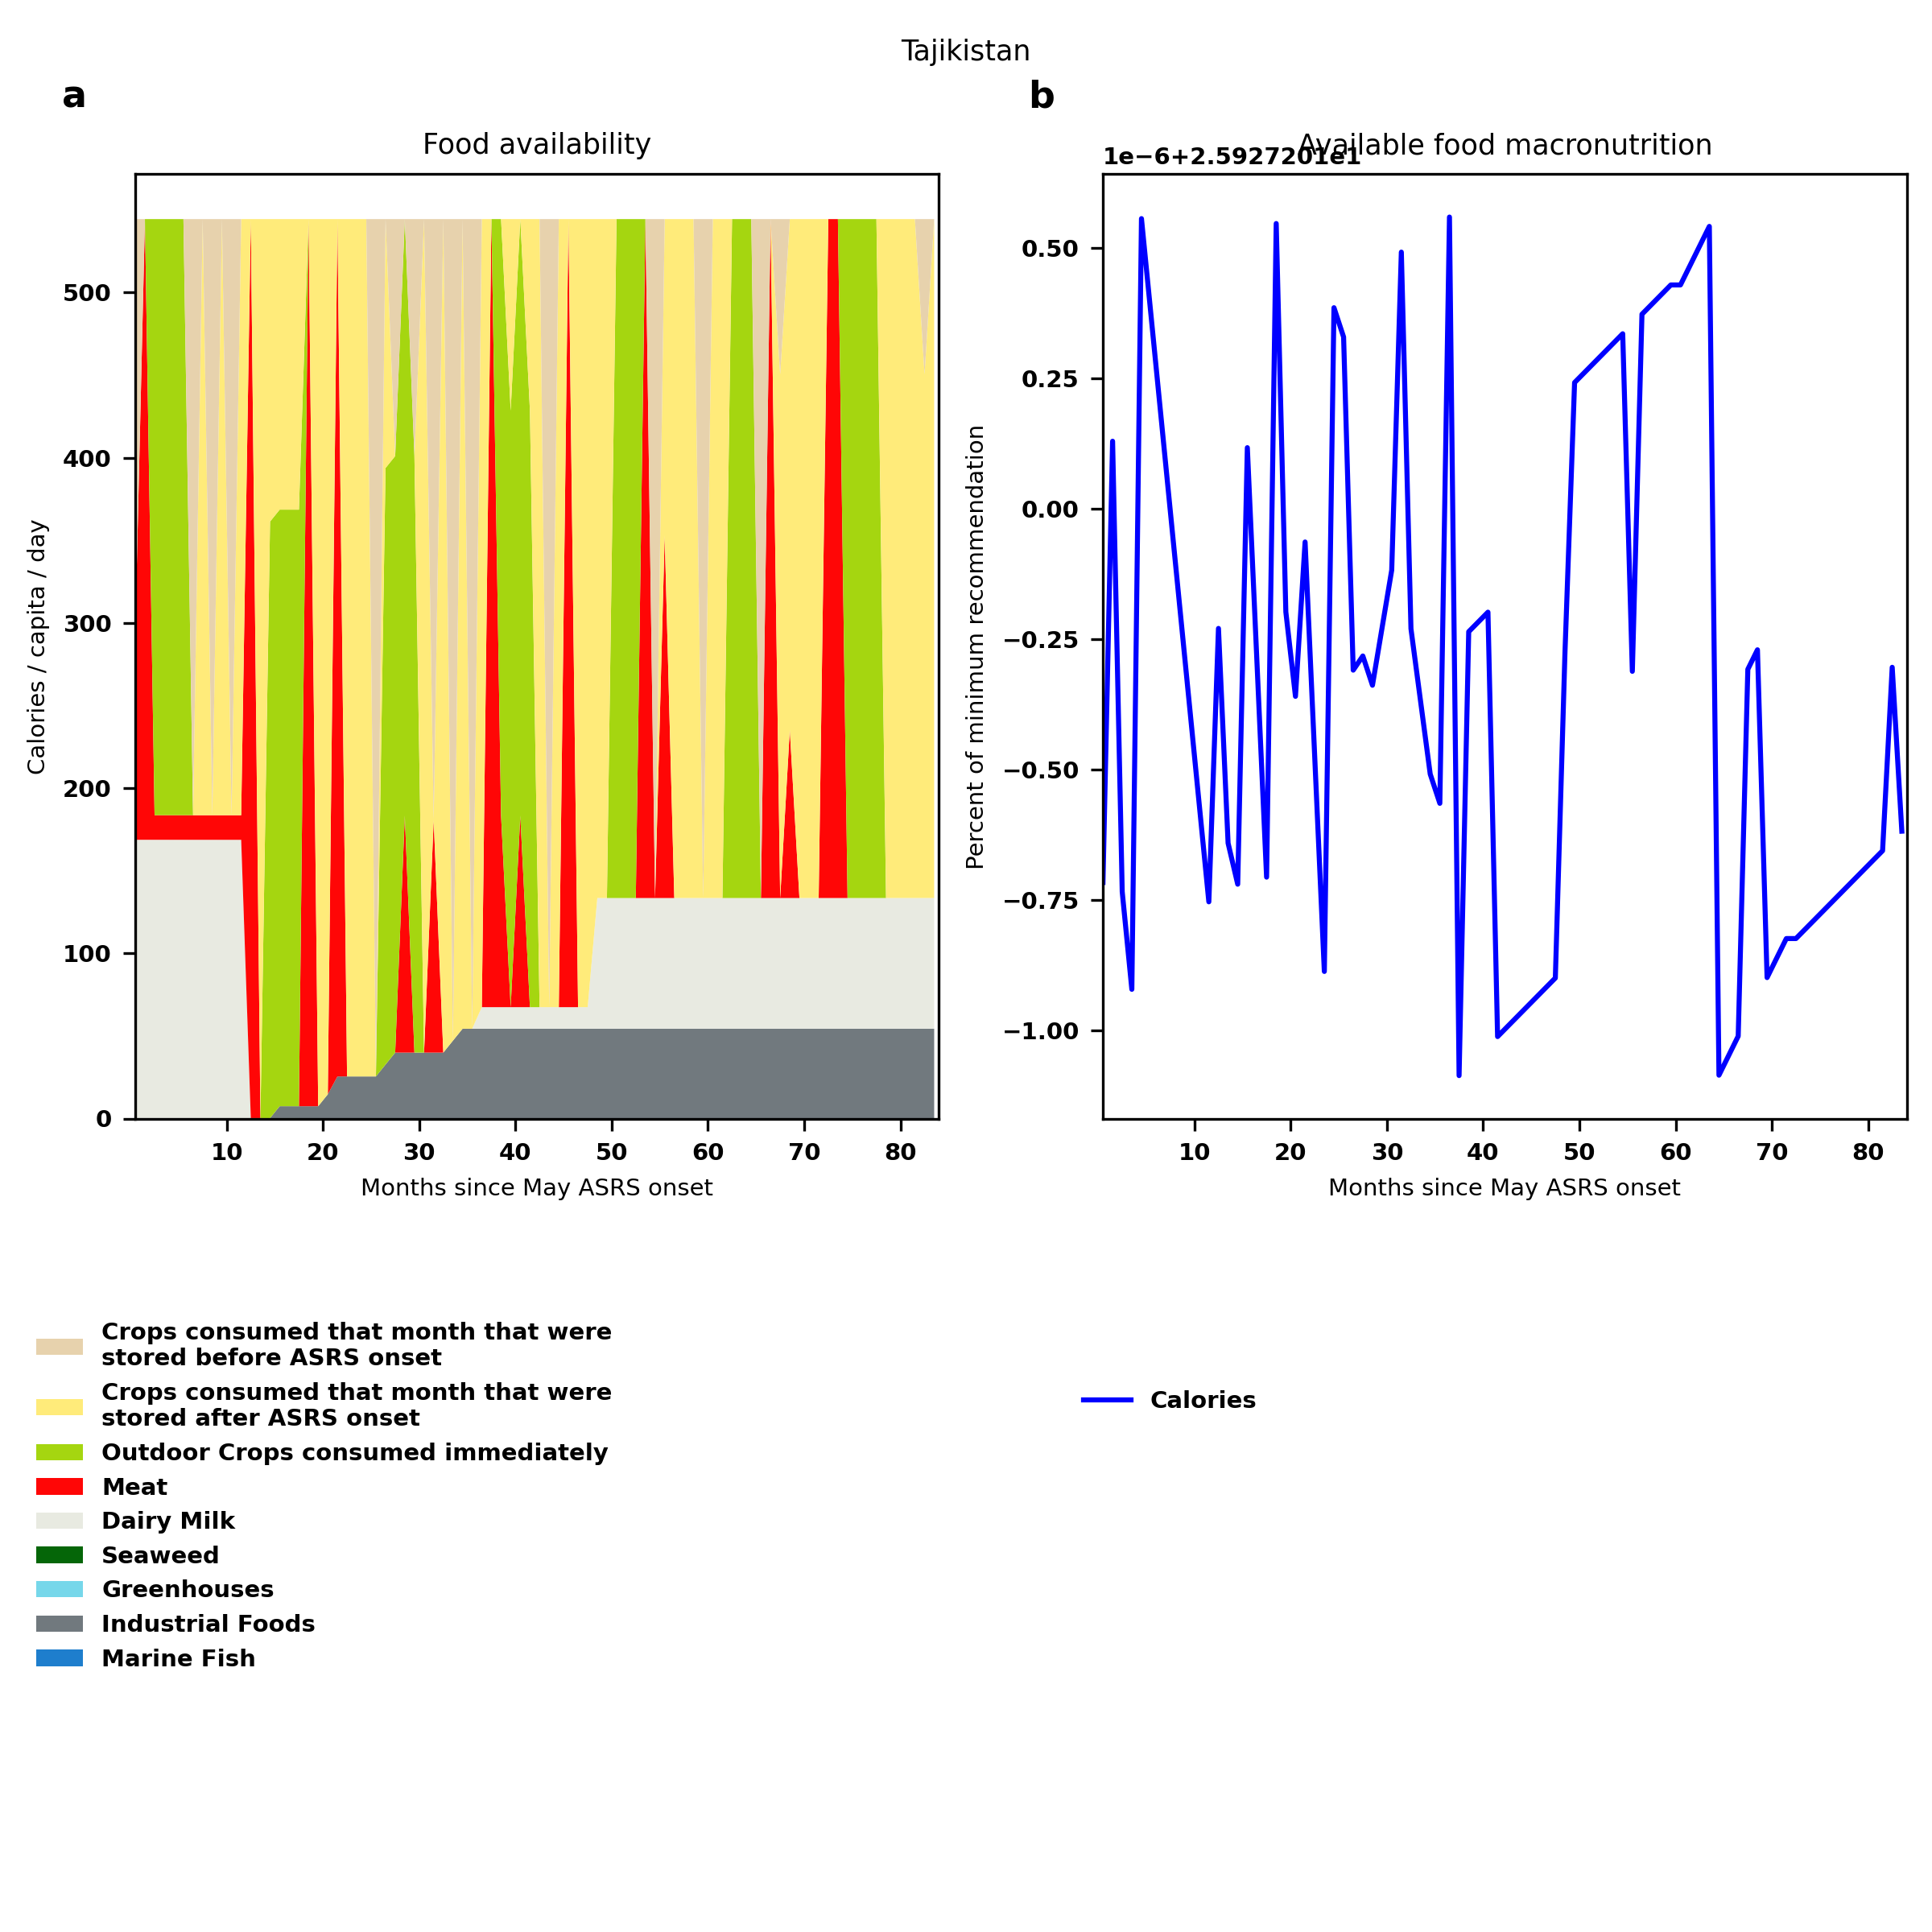 Tajikistan
a
Food availability
500
400
300
200
100
0
10 20 30 40 50 60 70 80
Calories / capita / day
Months since May ASRS onset
b
Available food macronutrition
1e−6+2.5927201e1
0.50
0.25
0.00
−0.25
−0.50
−0.75
−1.00
10 20 30 40 50 60 70 80
Percent of minimum recommendation
Months since May ASRS onset
Crops consumed that month that were
stored before ASRS onset
Crops consumed that month that were
stored after ASRS onset
Outdoor Crops consumed immediately
Meat
Dairy Milk
Seaweed
Greenhouses
Industrial Foods
Marine Fish
Calories